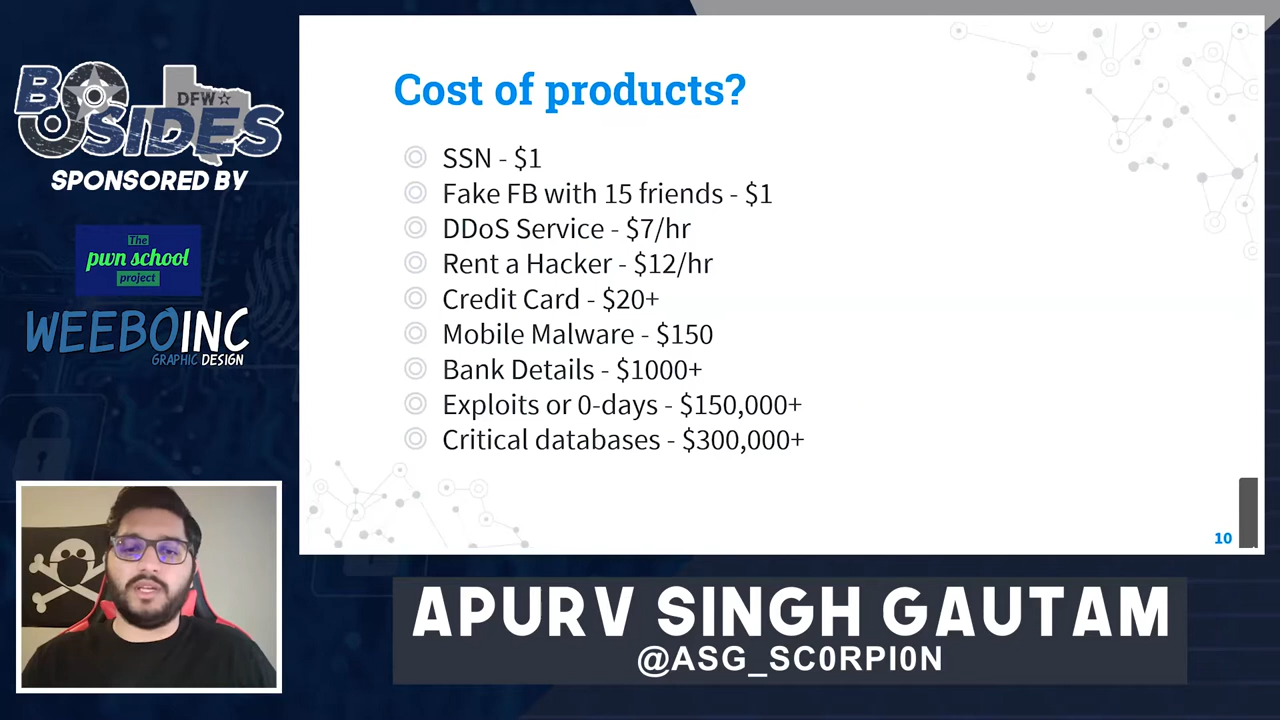 BSIDES
DFW
SPONSORED BY
The
pwn school
project
WEEBOINC
GRAPHIC DESIGN
Cost of products?
SSN - $1
Fake FB with 15 friends - $1
DDoS Service - $7/hr
Rent a Hacker - $12/hr
Credit Card - $20+
Mobile Malware - $150
Bank Details - $1000+
Exploits or 0-days - $150,000+
Critical databases - $300,000+
10
APURV SINGH GAUTAM
@ASG_SC0RPI0N